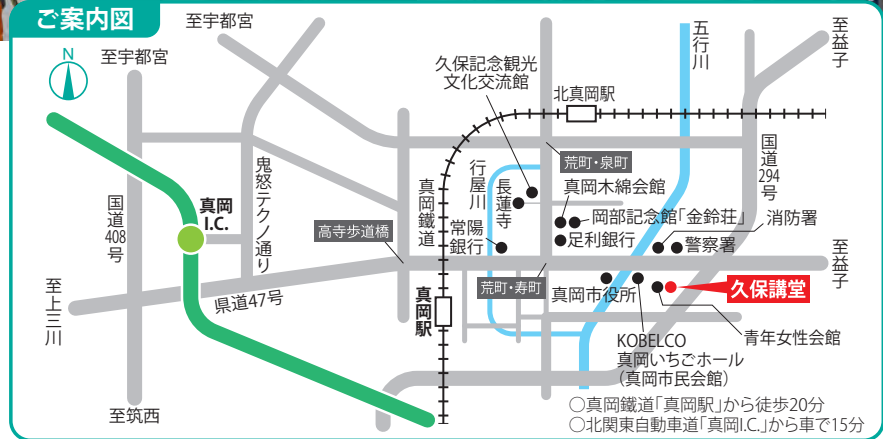 ご案内図
N
至宇都宮
至宇都宮
五行川
至益子
久保記念観光
文化交流館
北真岡駅
国道294号
荒町・泉町
鬼怒テクノ通り
行屋川
長蓮寺
真岡木綿会館
真岡鐵道
国道408号
真岡
I.C.
岡部記念館「金鈴荘」
消防署
高寺歩道橋
常陽
銀行
足利銀行
警察署
至益子
至上三川
県道47号
真岡駅
荒町・寿町
真岡市役所
久保講堂
青年女性会館
KOBELCO
真岡いちごホール
(真岡市民会館)
至筑西
○真岡鐵道「真岡駅」から徒歩20分
○北関東自動車道「真岡I.C.」から車で15分